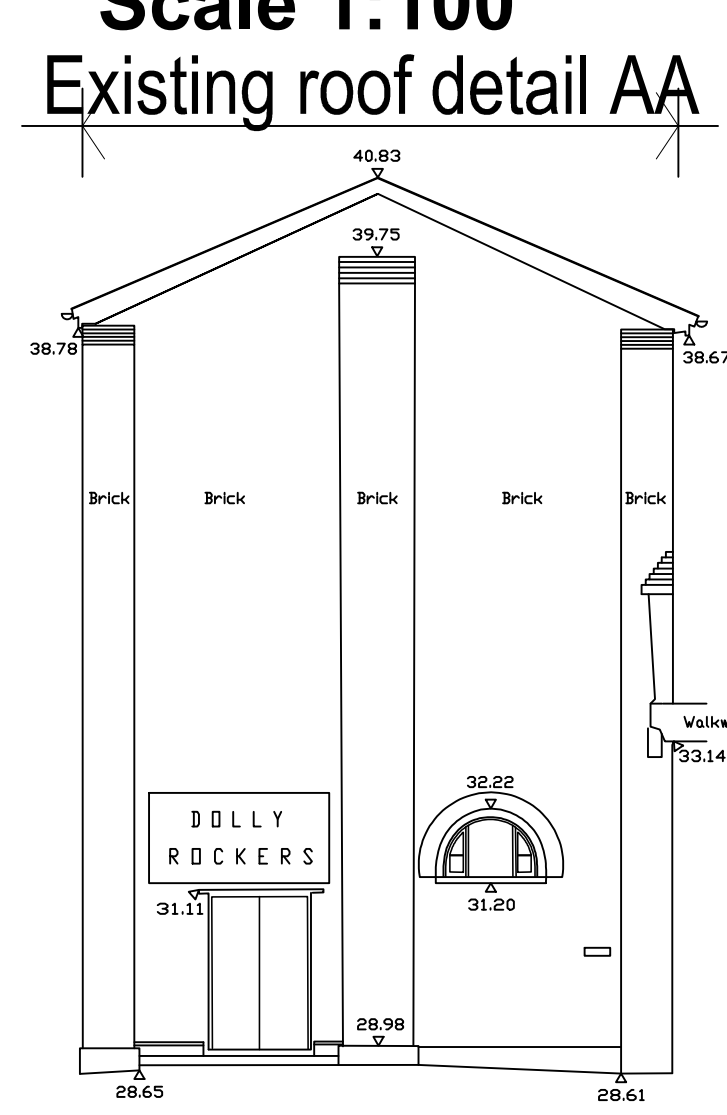 Scale 1:100
Existing roof detail AA
40.83
39.75
38.78
38.67
Brick Brick Brick Brick Brick
Walkw
33.14
32.22
DOLLY
ROCKERS
31.11
31.20
28.98
28.65
28.61